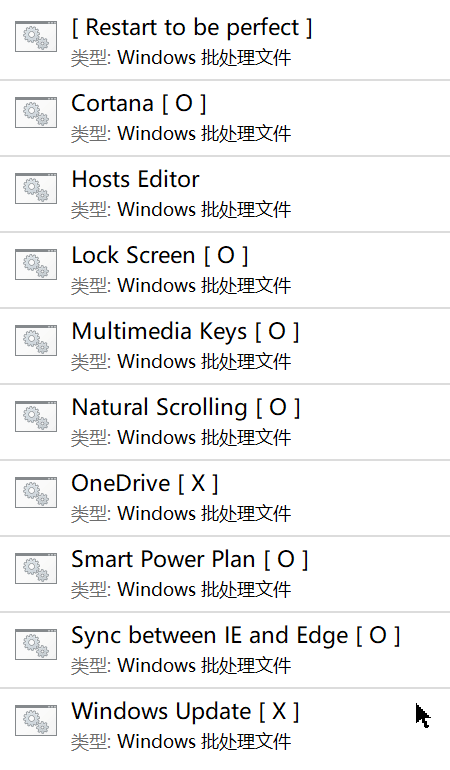 [ Restart to be perfect ]
类型: Windows 批处理文件
Cortana [ O ]
类型: Windows 批处理文件
Hosts Editor
类型: Windows 批处理文件
Lock Screen [ O ]
类型: Windows 批处理文件
Multimedia Keys [ O ]
类型: Windows 批处理文件
Natural Scrolling [ O ]
类型: Windows 批处理文件
OneDrive [ X ]
类型: Windows 批处理文件
Smart Power Plan [ O ]
类型: Windows 批处理文件
Sync between IE and Edge [ O ]
类型: Windows 批处理文件
Windows Update [ X ]
类型: Windows 批处理文件